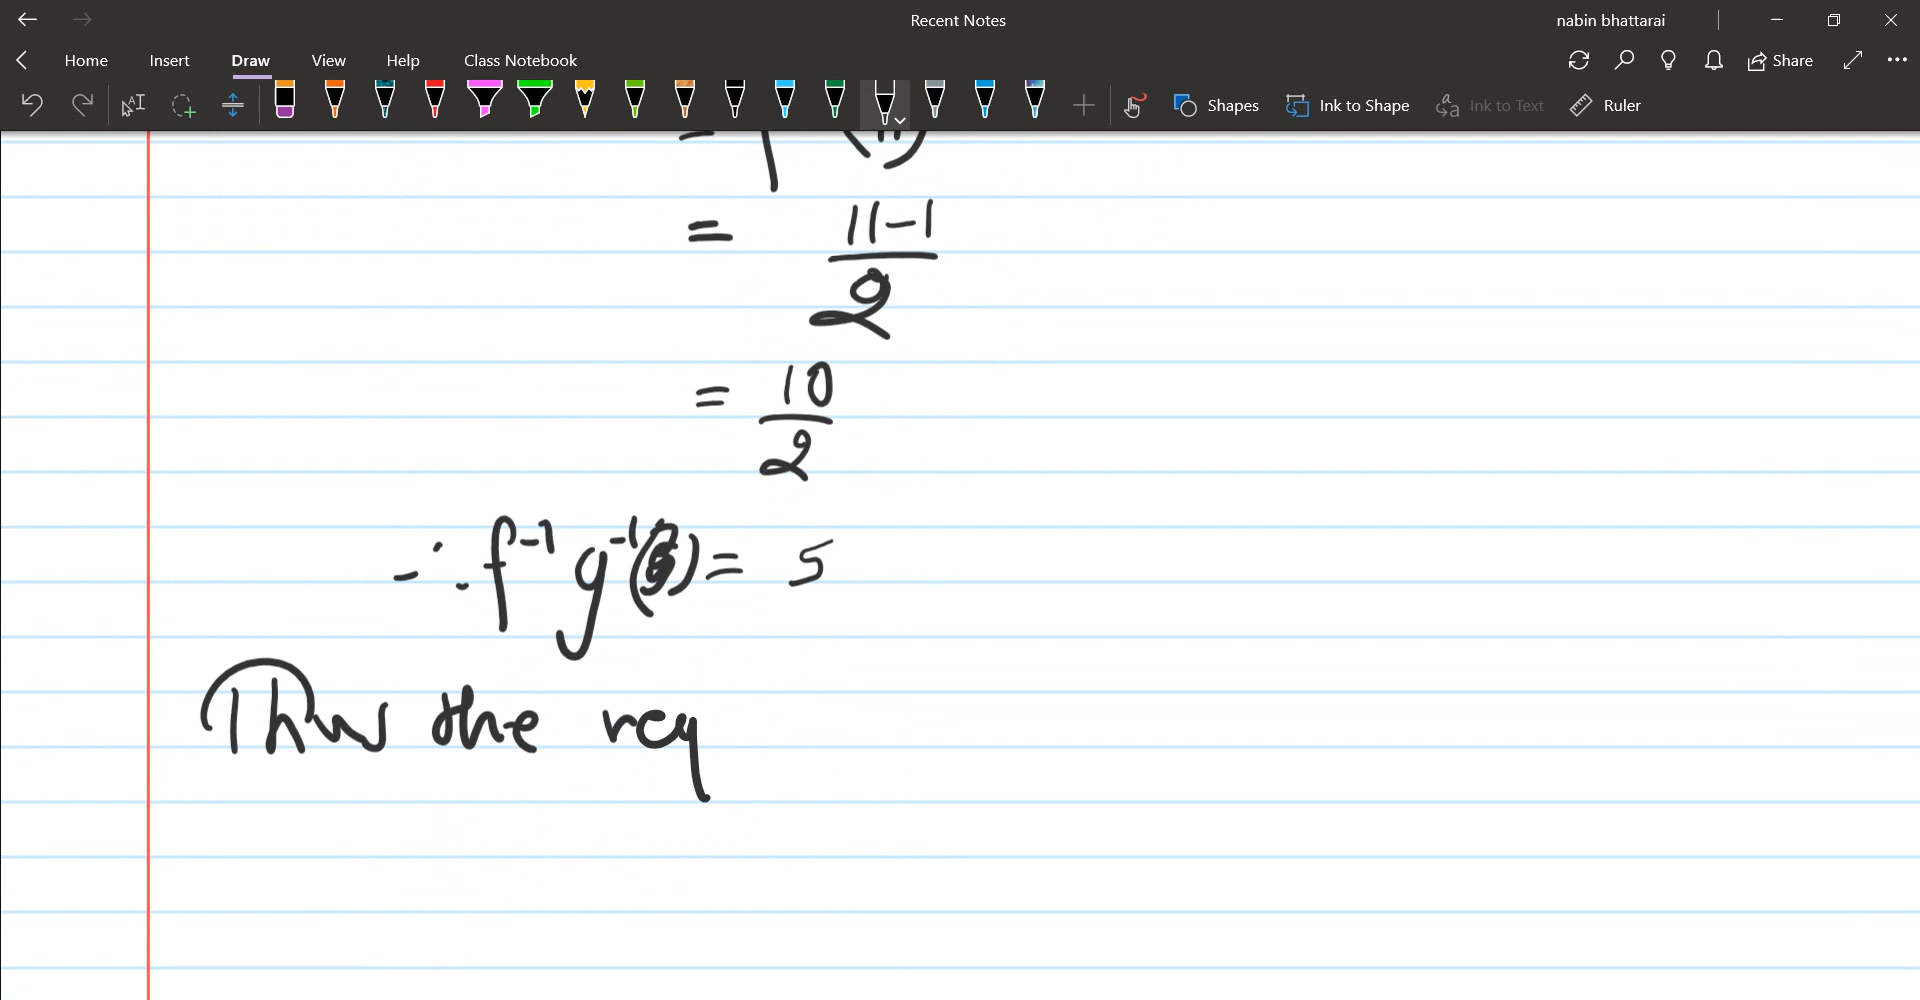 Recent Notes
nabin bhattarai
Home Insert Draw View Help Class Notebook
Share
Shapes Ink to Shape Ink to Text Ruler
= f (11)
= 11-1
2
= 10
2
∴ f⁻¹g⁻¹( ) = 5
Thus the req